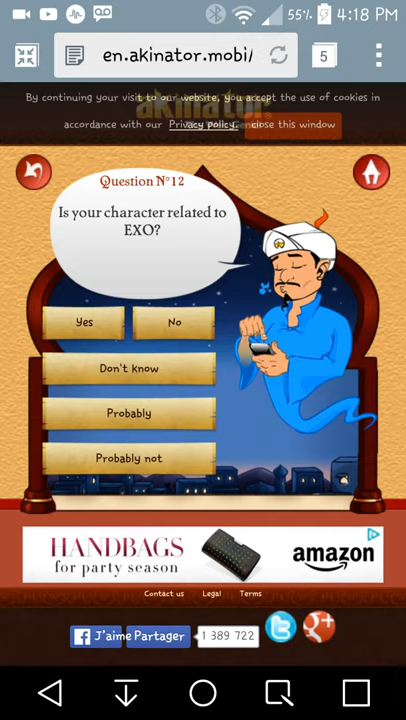 55% 4:18 PM
en.akinator.mobi/
5
By continuing your visit to our website, you accept the use of cookies in
accordance with our Privacy policy. close this window
Question N°12
Is your character related to
EXO?
Yes
No
Don't know
Probably
Probably not
HANDBAGS
for party season
amazon
Contact us Legal Terms
J'aime Partager 1 389 722